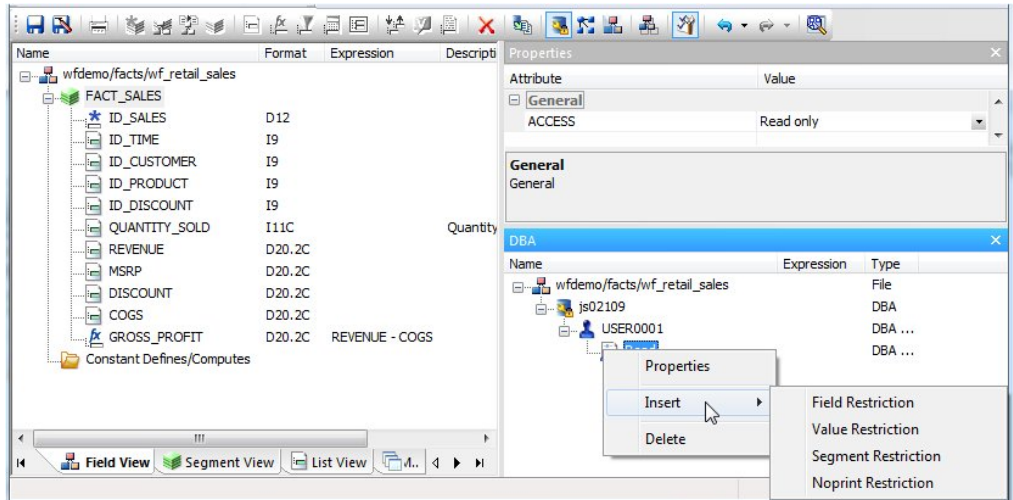 Name Format Expression Descripti
wfdemo/facts/wf_retail_sales
FACT_SALES
ID_SALES D12
ID_TIME I9
ID_CUSTOMER I9
ID_PRODUCT I9
ID_DISCOUNT I9
QUANTITY_SOLD I11C Quantity
REVENUE D20.2C
MSRP D20.2C
DISCOUNT D20.2C
COGS D20.2C
fx GROSS_PROFIT D20.2C REVENUE - COGS
Constant Defines/Computes
Field View Segment View List View
Properties
Attribute Value
General
ACCESS Read only
General
General
DBA
Name Expression Type
wfdemo/facts/wf_retail_sales File
js02109 DBA
USER0001 DBA ...
Read DBA ...
Properties
Insert
Delete
Field Restriction
Value Restriction
Segment Restriction
Noprint Restriction